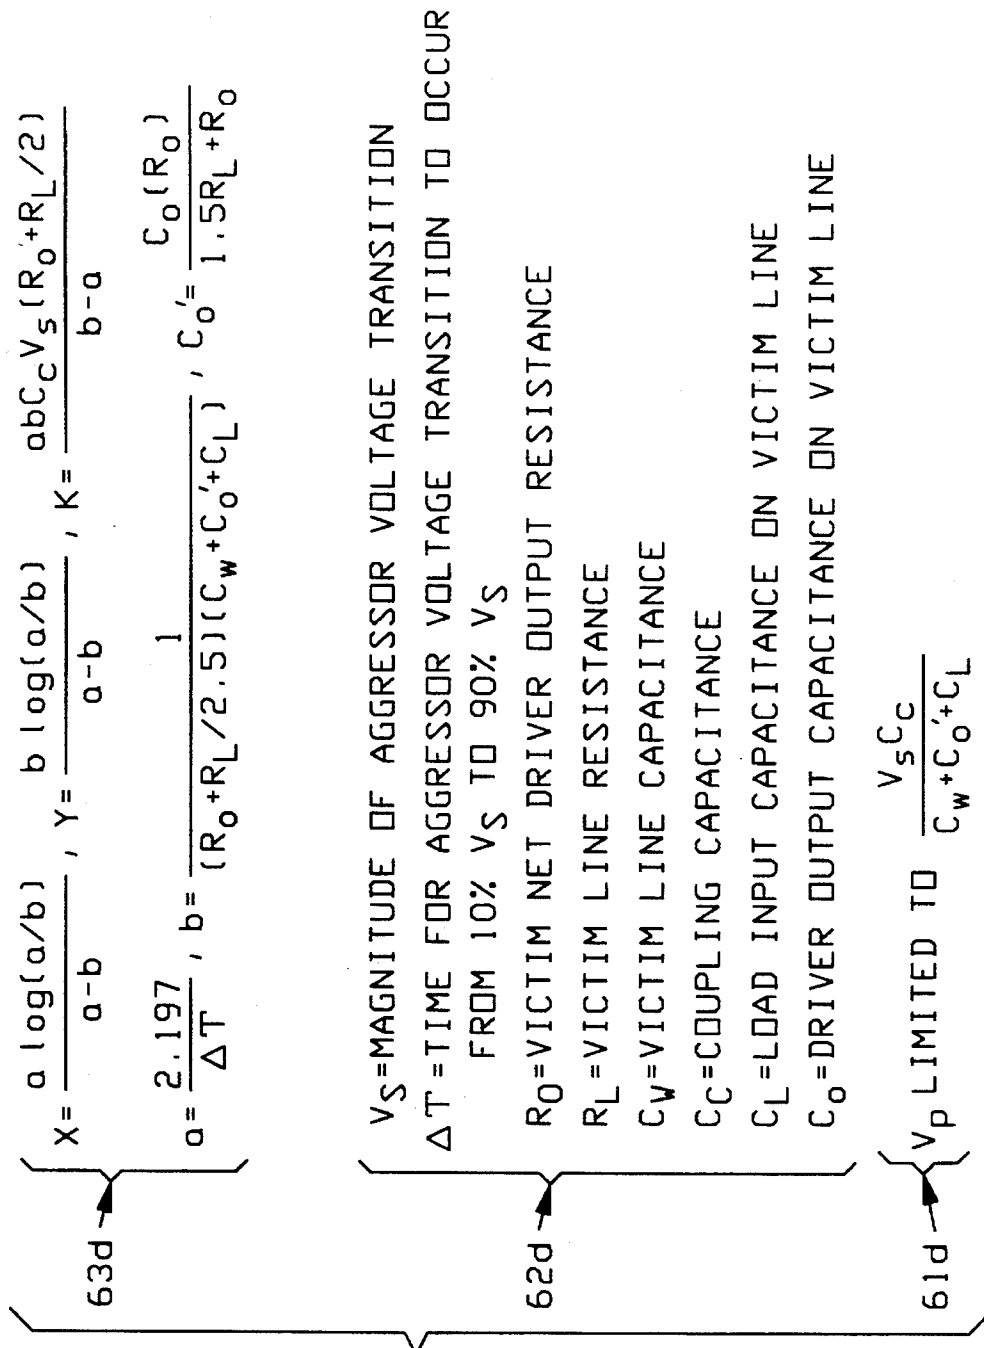 63d
X= a log(a/b) / a-b , Y= b log(a/b) / a-b , K= abC_C V_S(R_O'+R_L/2) / b-a
a= 2.197 / ΔT , b= 1 / (R_O+R_L/2.5)(C_W+C_O'+C_L) , C_O'= C_O(R_O) / 1.5R_L+R_O
62d
V_S=MAGNITUDE OF AGGRESSOR VOLTAGE TRANSITION
ΔT=TIME FOR AGGRESSOR VOLTAGE TRANSITION TO OCCUR
FROM 10% V_S TO 90% V_S
R_O=VICTIM NET DRIVER OUTPUT RESISTANCE
R_L=VICTIM LINE RESISTANCE
C_W=VICTIM LINE CAPACITANCE
C_C=COUPLING CAPACITANCE
C_L=LOAD INPUT CAPACITANCE ON VICTIM LINE
C_O=DRIVER OUTPUT CAPACITANCE ON VICTIM LINE
61d
V_p LIMITED TO V_S C_C / C_W+C_O'+C_L